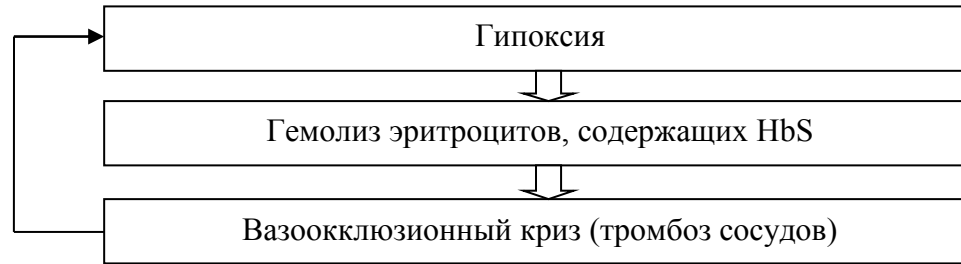 Гипоксия
Гемолиз эритроцитов, содержащих HbS
Вазоокклюзионный криз (тромбоз сосудов)